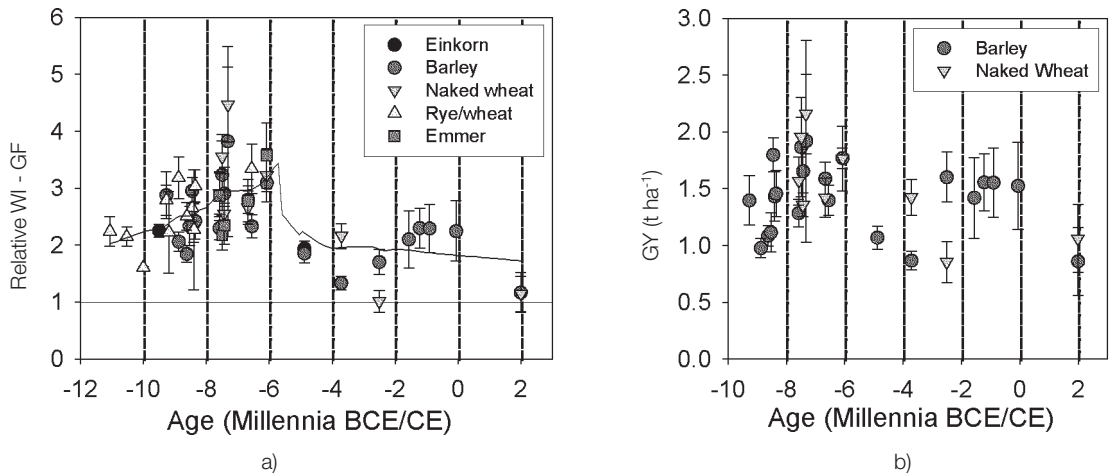 6
5
4
3
2
1
0
Relative WI - GF
Einkorn
Barley
Naked wheat
Rye/wheat
Emmer
-12 -10 -8 -6 -4 -2 0 2
Age (Millennia BCE/CE)
a)
3.0
2.5
2.0
1.5
1.0
0.5
0.0
GY (t ha-1)
Barley
Naked Wheat
-10 -8 -6 -4 -2 0 2
Age (Millennia BCE/CE)
b)